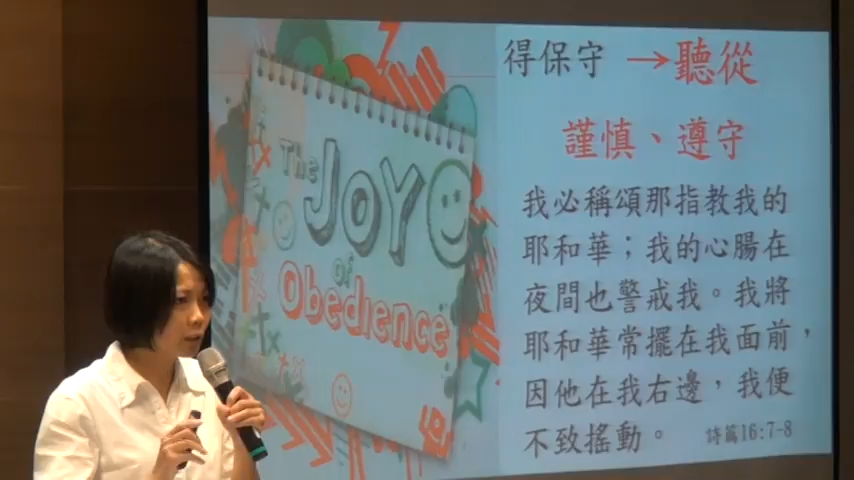 The
JOY
of
Obedience
得保守 →聽從
謹慎、遵守
我必稱頌那指教我的
耶和華；我的心腸在
夜間也警戒我。我將
耶和華常擺在我面前，
因他在我右邊，我便
不致搖動。 詩篇16:7-8